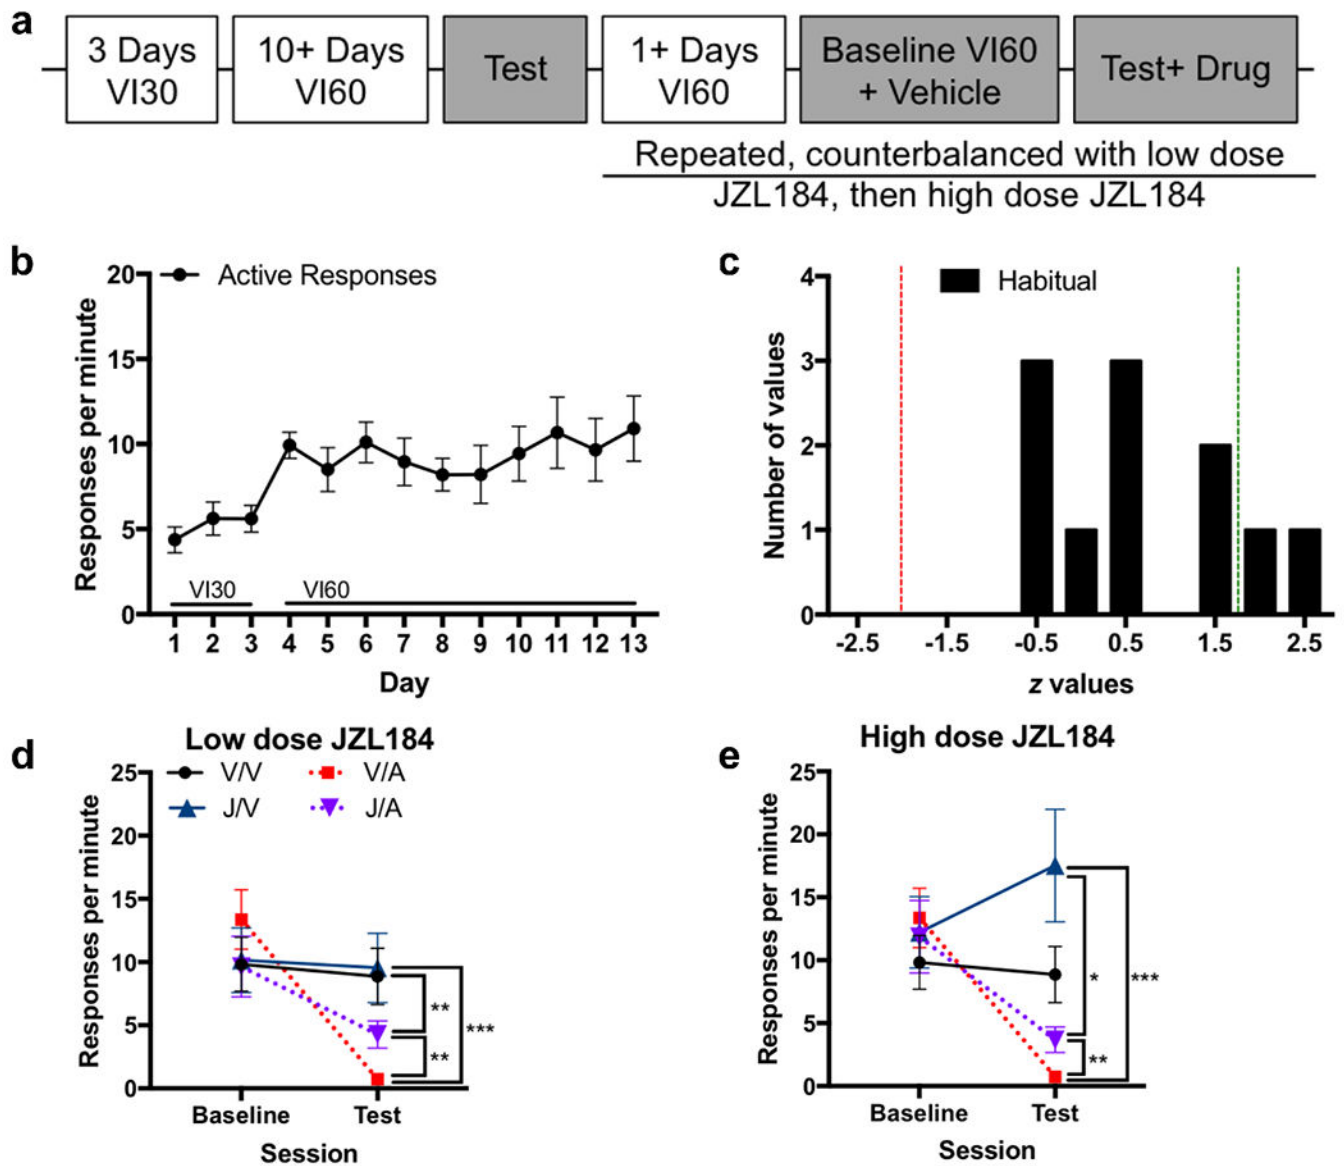 a
3 Days
VI30
10+ Days
VI60
Test
1+ Days
VI60
Baseline VI60
+ Vehicle
Test+ Drug
Repeated, counterbalanced with low dose
JZL184, then high dose JZL184
b
Active Responses
Responses per minute
20
15
10
5
0
VI30
VI60
1 2 3 4 5 6 7 8 9 10 11 12 13
Day
c
Habitual
Number of values
4
3
2
1
0
-2.5 -1.5 -0.5 0.5 1.5 2.5
z values
d
Low dose JZL184
V/V
V/A
J/V
J/A
Responses per minute
25
20
15
10
5
0
**
**
***
Baseline Test
Session
e
High dose JZL184
Responses per minute
25
20
15
10
5
0
*
***
**
Baseline Test
Session